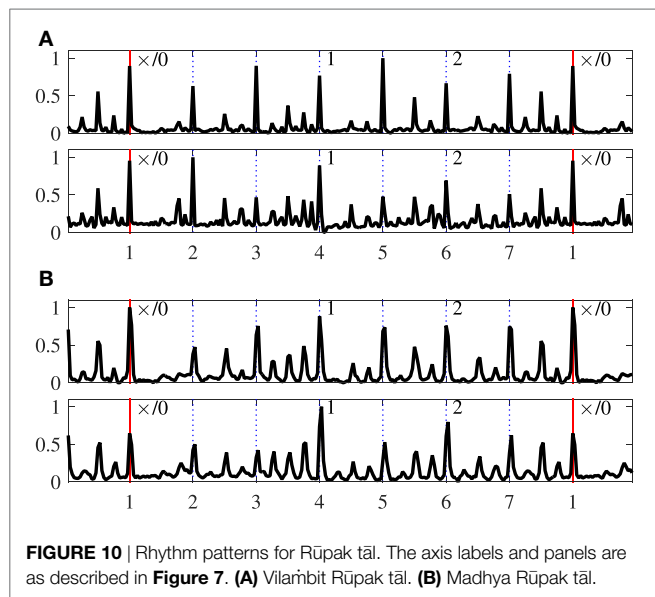 A
1 ×/0 1 2 ×/0
0.5
0
1 ×/0 1 2 ×/0
0.5
0
1 2 3 4 5 6 7 1
B
1 ×/0 1 2 ×/0
0.5
0
1 ×/0 1 2 ×/0
0.5
0
1 2 3 4 5 6 7 1
FIGURE 10 | Rhythm patterns for Rūpak tāl. The axis labels and panels are
as described in Figure 7. (A) Vilaṁbit Rūpak tāl. (B) Madhya Rūpak tāl.